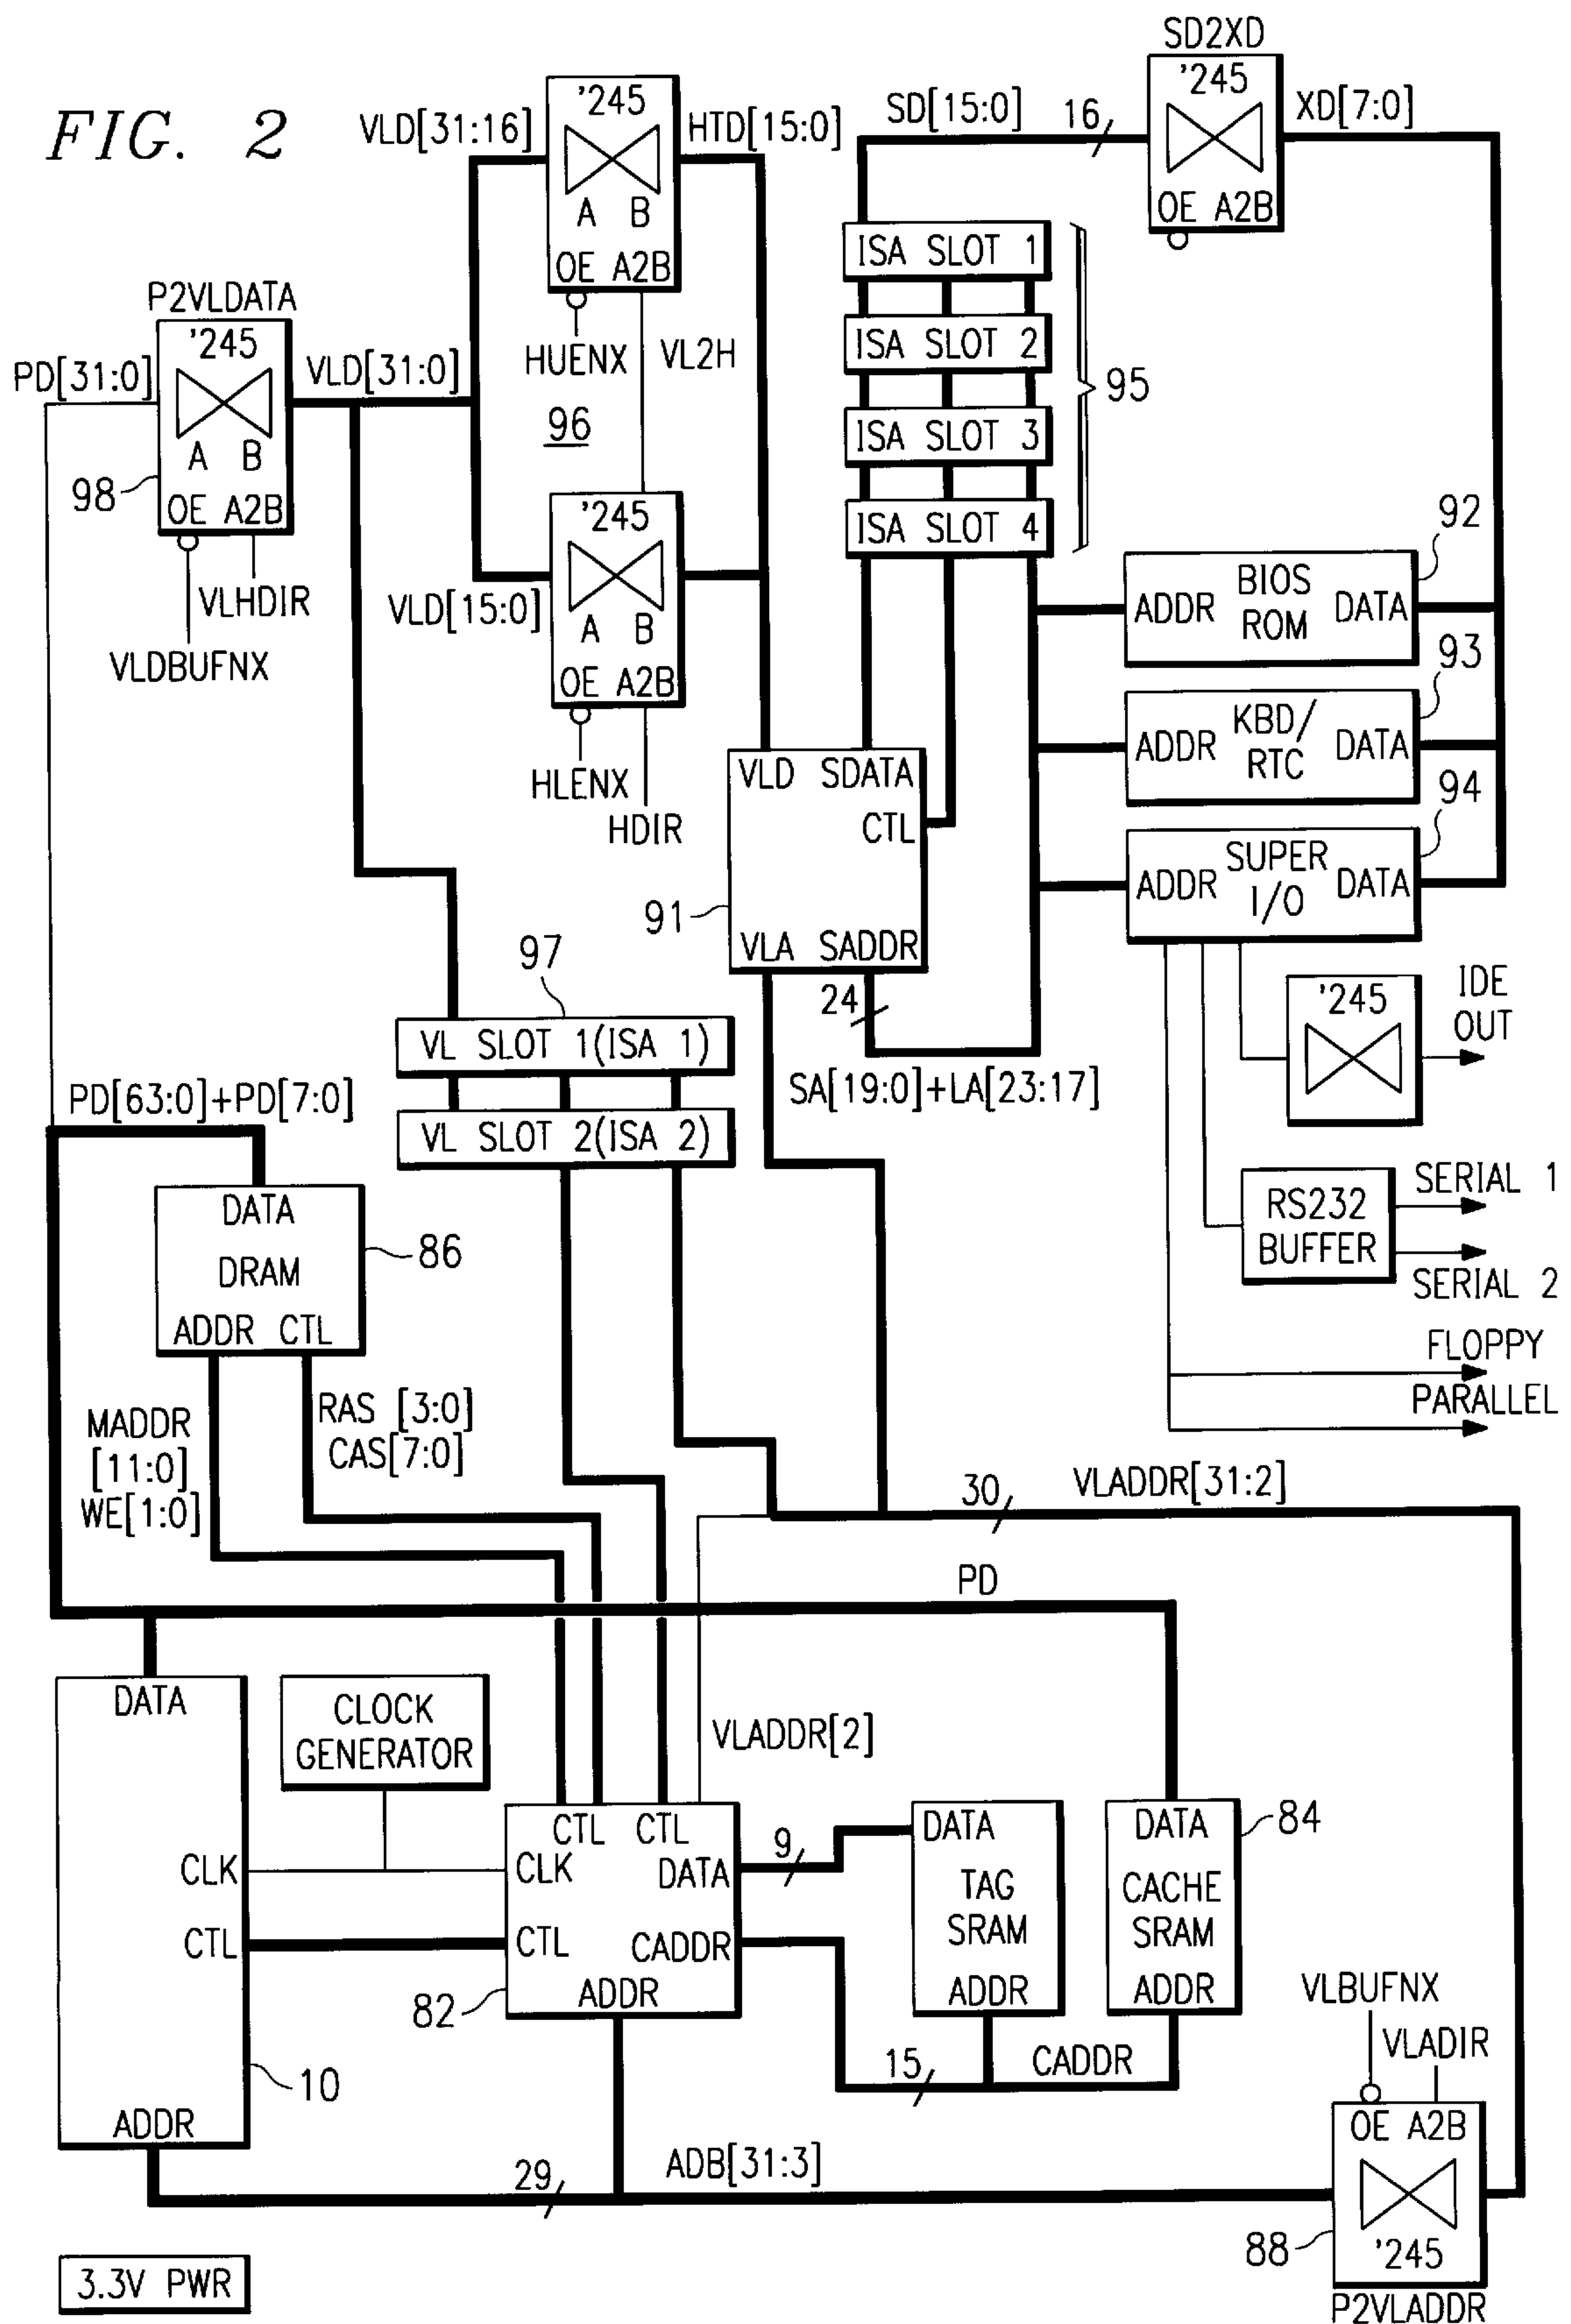 FIG. 2
SD2XD
'245
OE A2B
SD[15:0]
16
XD[7:0]
VLD[31:16]
'245
A B
OE A2B
HTD[15:0]
HUENX
VL2H
96
P2VLDATA
'245
A B
OE A2B
PD[31:0]
VLD[31:0]
98
VLHDIR
VLDBUFNX
VLD[15:0]
'245
A B
OE A2B
HLENX
HDIR
ISA SLOT 1
ISA SLOT 2
ISA SLOT 3
ISA SLOT 4
95
92
ADDR BIOS ROM DATA
93
ADDR KBD/ RTC DATA
94
ADDR SUPER I/O DATA
VLD SDATA
CTL
91
VLA SADDR
24
SA[19:0]+LA[23:17]
97
VL SLOT 1(ISA 1)
VL SLOT 2(ISA 2)
'245
IDE
OUT
RS232
BUFFER
SERIAL 1
SERIAL 2
FLOPPY
PARALLEL
PD[63:0]+PD[7:0]
DATA
DRAM
ADDR CTL
86
MADDR
[11:0]
WE[1:0]
RAS [3:0]
CAS[7:0]
30
VLADDR[31:2]
PD
DATA
CLK
CTL
ADDR
10
CLOCK
GENERATOR
VLADDR[2]
CTL CTL
CLK
DATA
CTL
CADDR
ADDR
82
9
DATA
TAG
SRAM
ADDR
DATA
CACHE
SRAM
ADDR
84
15
CADDR
VLBUFNX
VLADIR
OE A2B
'245
88
P2VLADDR
29
ADB[31:3]
3.3V PWR